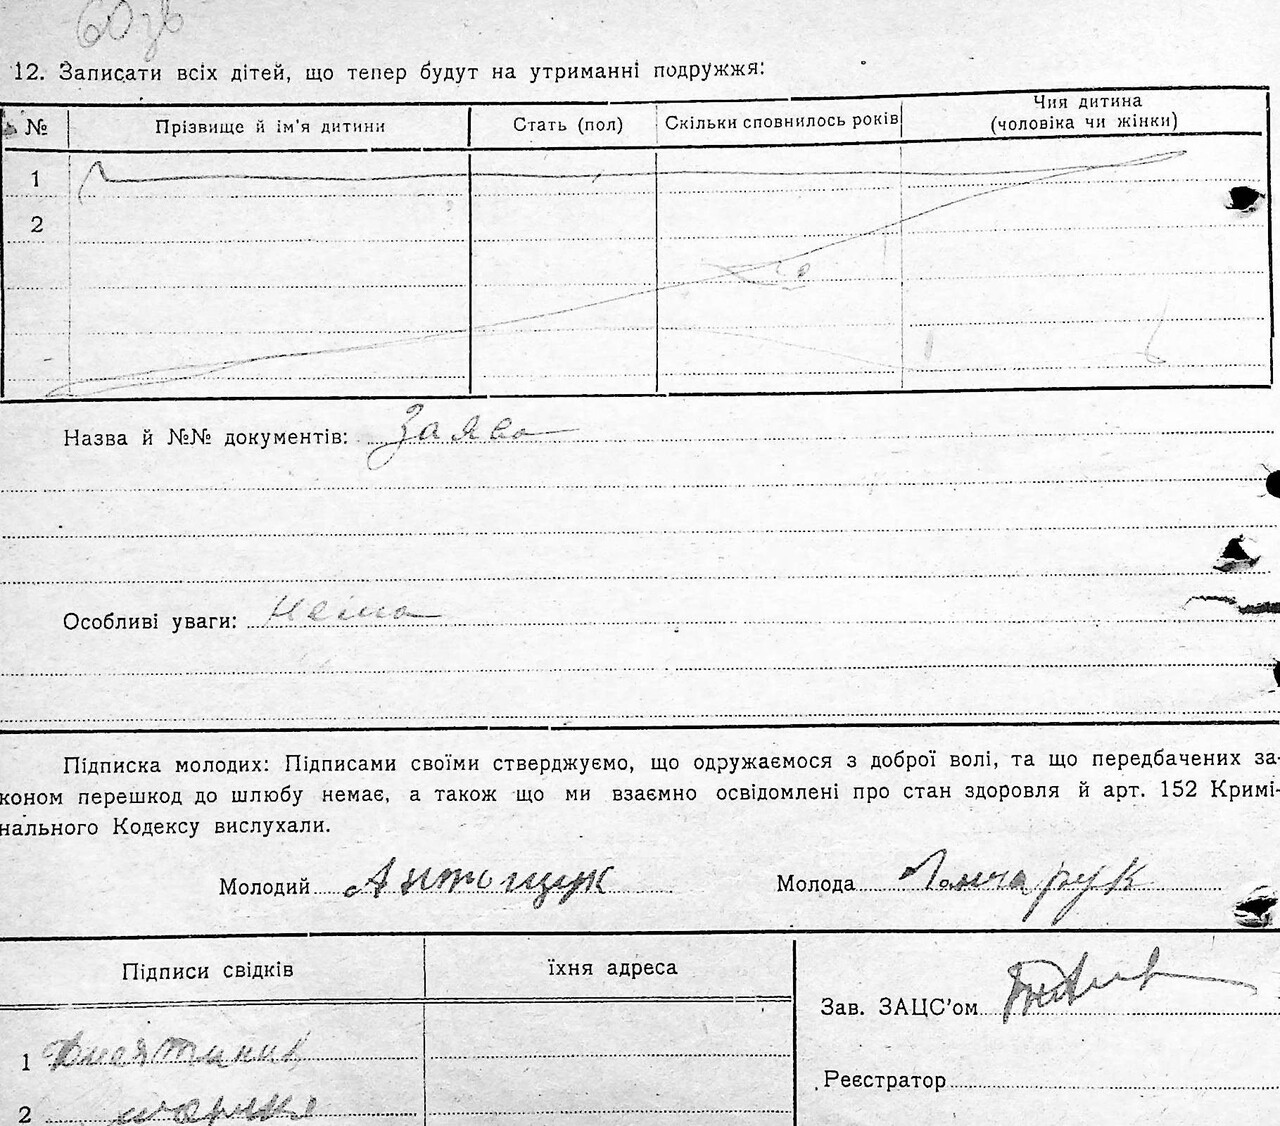 60 зв
12. Записати всіх дітей, що тепер будут на утриманні подружжя:
№ Прізвище й ім'я дитини Стать (пол) Скільки сповнилось років Чия дитина
(чоловіка чи жінки)
1
2
Назва й №№ документів: Заява
Особливі уваги: Нема
Підписка молодих: Підписами своїми стверджуємо, що одружаємося з доброї волі, та що передбачених за-
коном перешкод до шлюбу немає, а також що ми взаємно освідомлені про стан здоровля й арт. 152 Кримі-
нального Кодексу вислухали.
Молодий Антощук Молода Гончарук
Підписи свідків їхня адреса
Зав. ЗАЦС'ом
1
Реєстратор
2